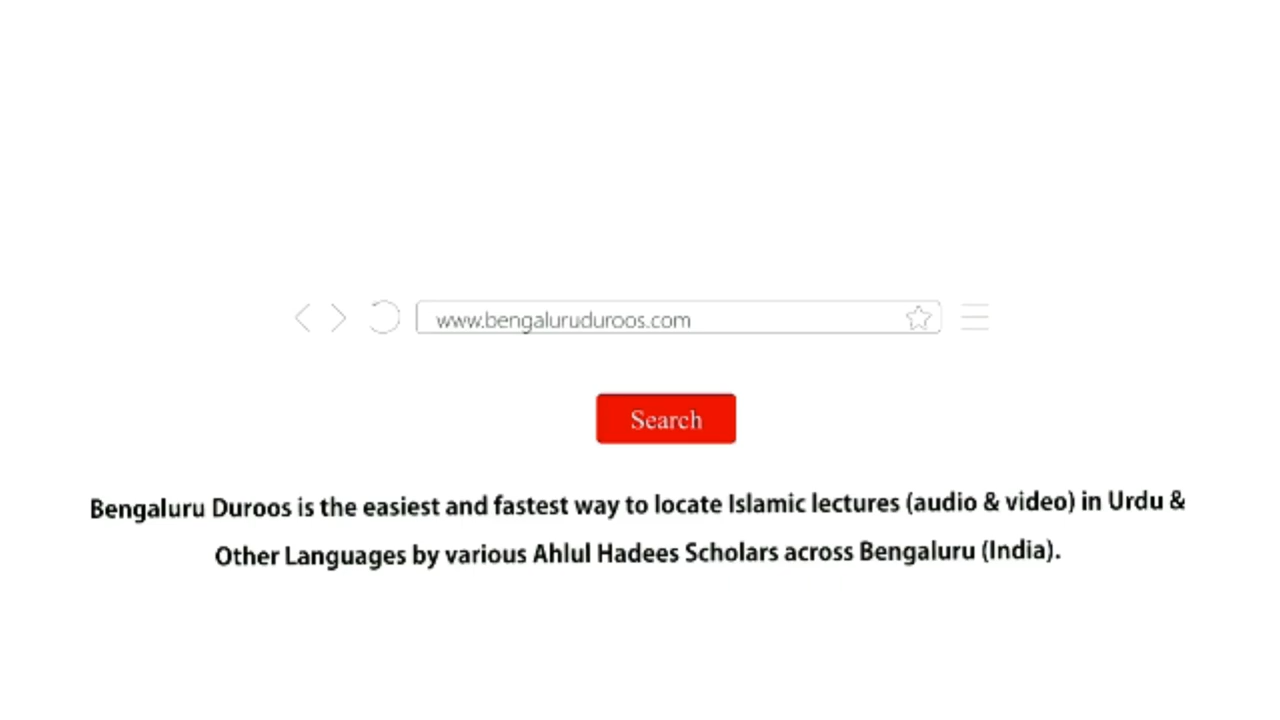 www.bengaluruduroos.com
Search
Bengaluru Duroos is the easiest and fastest way to locate Islamic lectures (audio & video) in Urdu &
Other Languages by various Ahlul Hadees Scholars across Bengaluru (India).